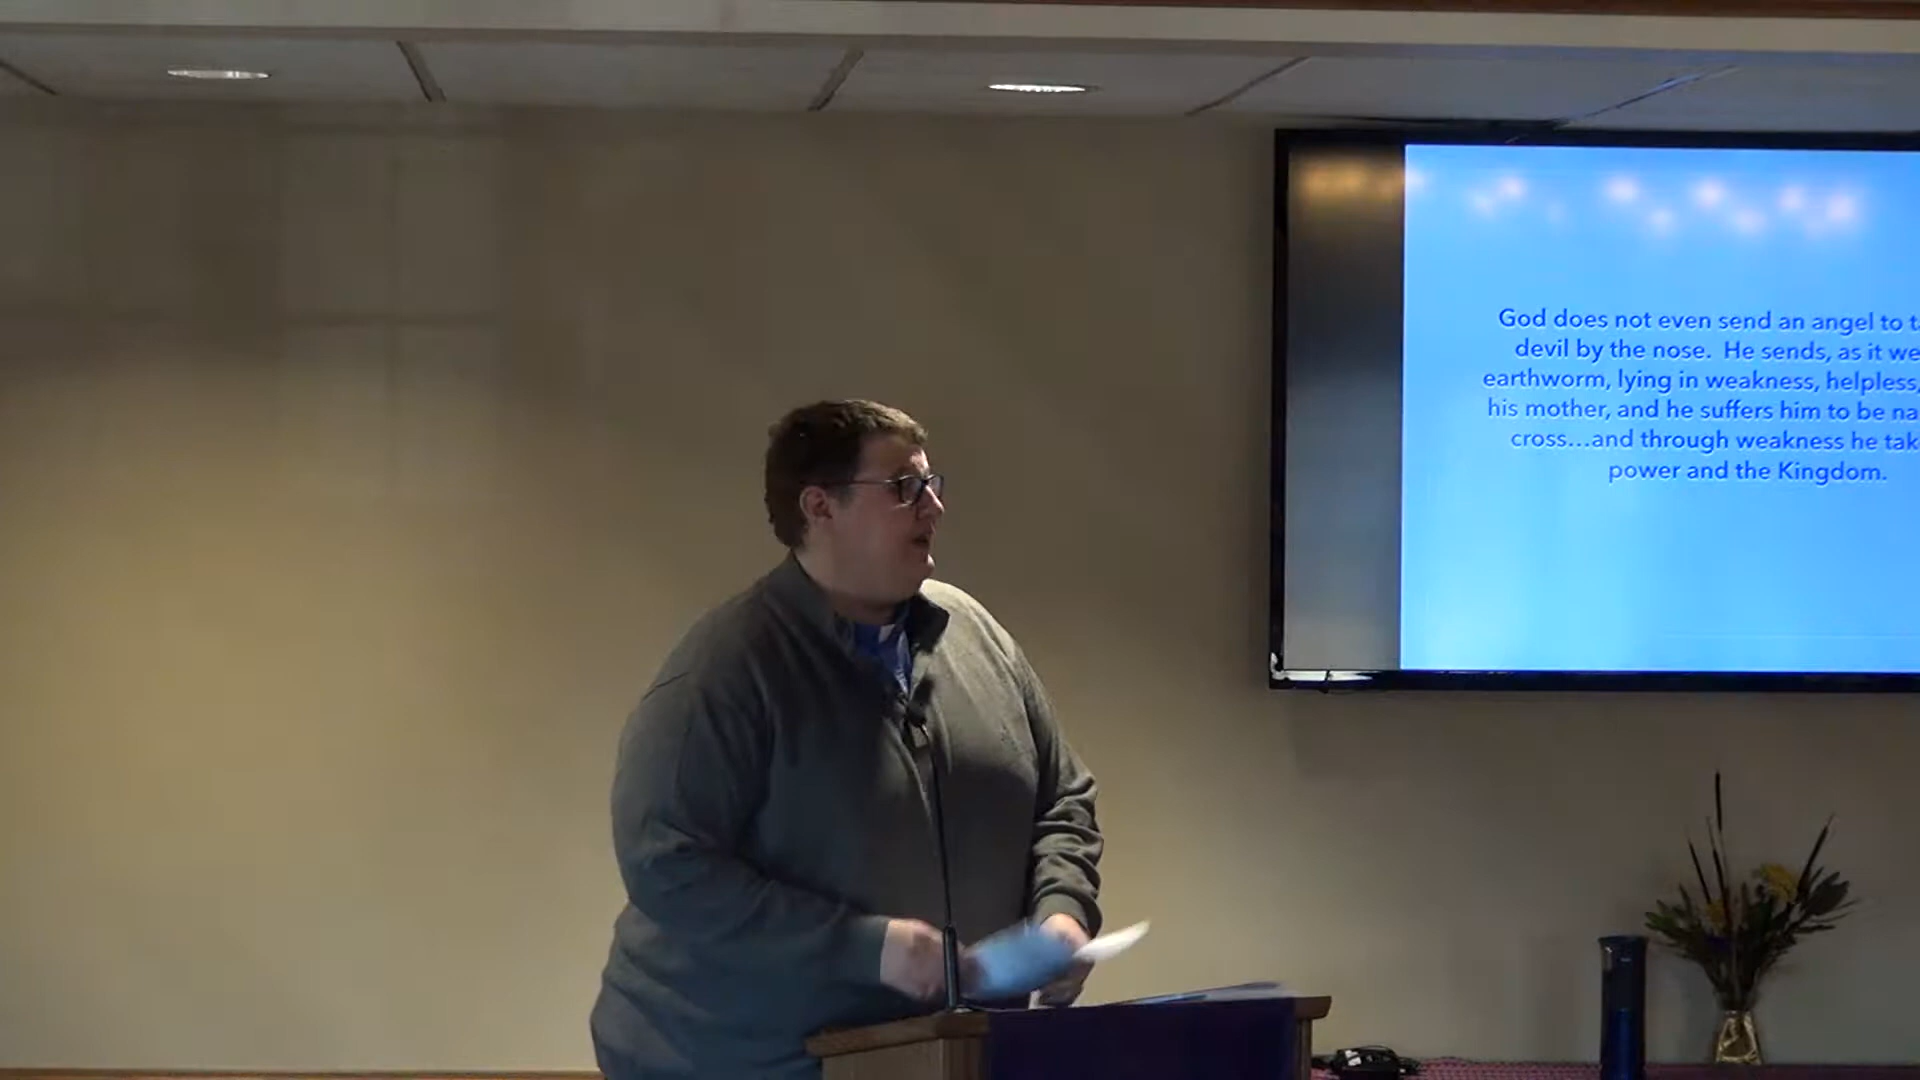 God does not even send an angel to
devil by the nose. He sends, as it
earthworm, lying in weakness, helpless,
his mother, and he suffers him to be
cross...and through weakness he
power and the Kingdom.